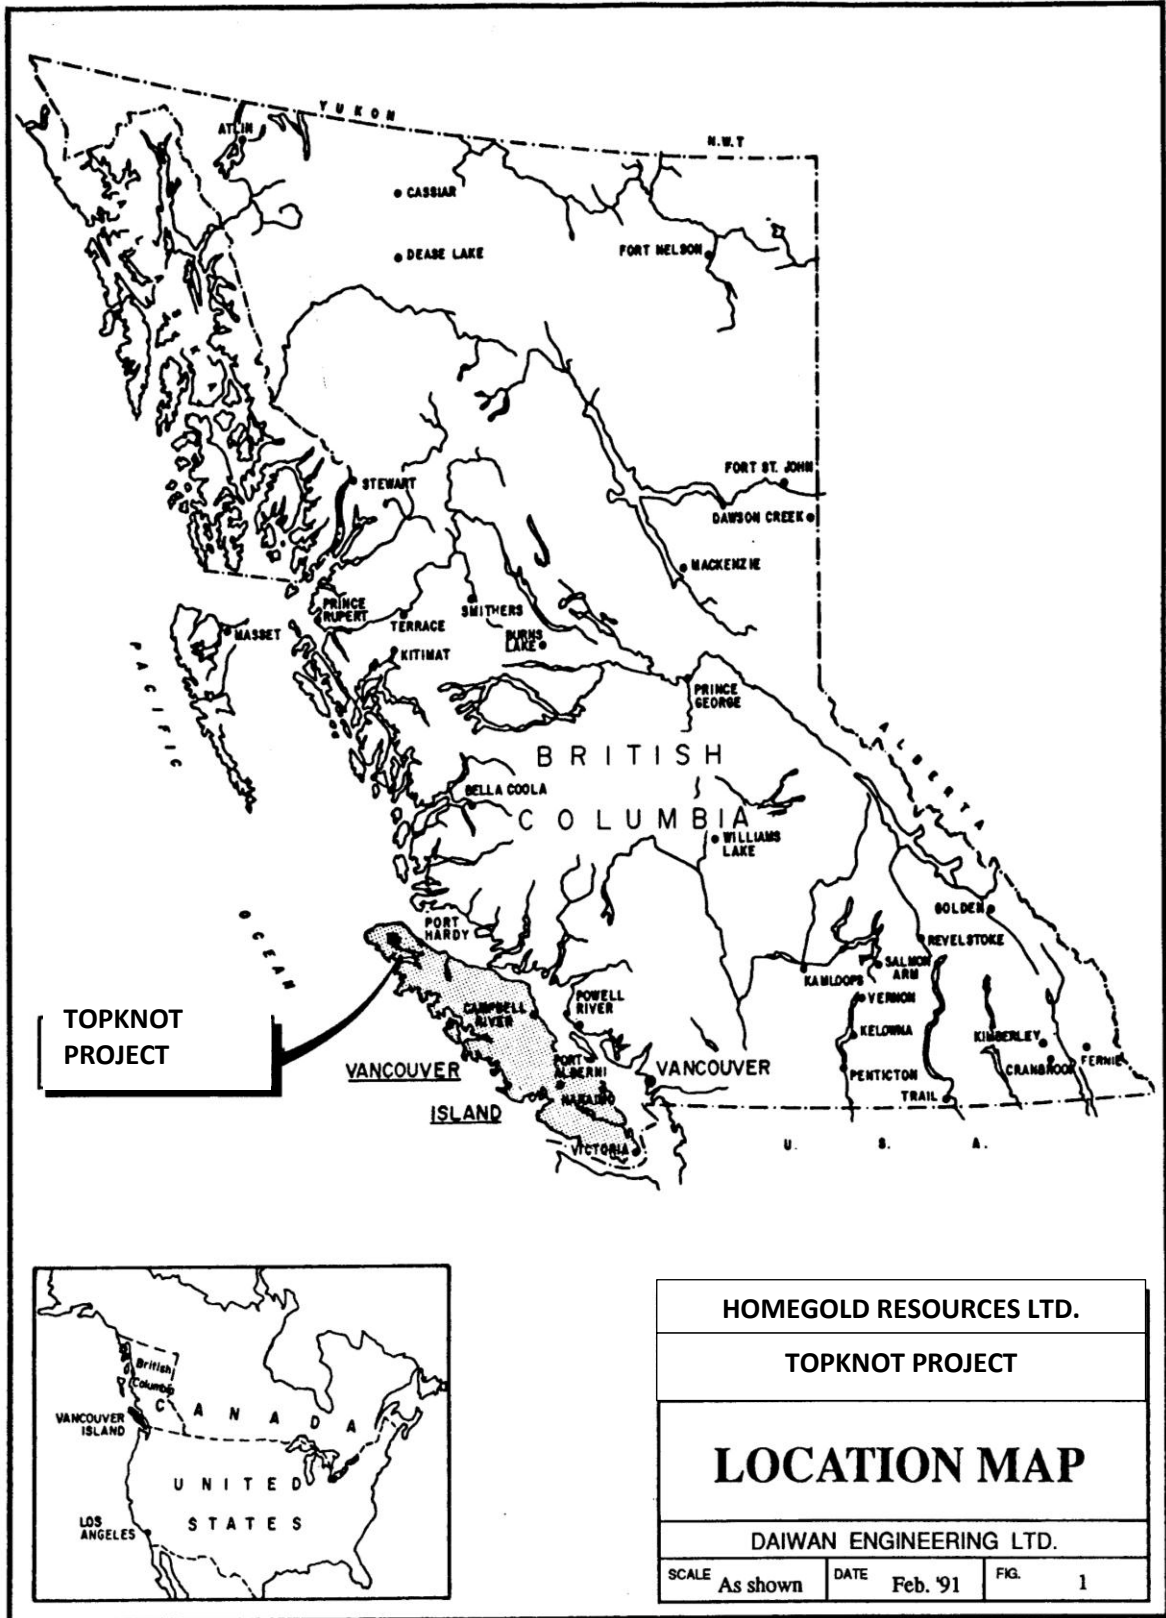 YUKON
N.W.T
ATLIN
CASSIAR
DEASE LAKE
FORT NELSON
STEWART
FORT ST. JOHN
DAWSON CREEK
MACKENZIE
PRINCE
RUPERT
TERRACE
SMITHERS
BURNS
LAKE
MASSET
KITIMAT
PRINCE
GEORGE
PACIFIC
OCEAN
ALBERTA
BRITISH
COLUMBIA
BELLA COOLA
WILLIAMS
LAKE
PORT
HARDY
GOLDEN
REVELSTOKE
SALMON
ARM
KAMLOOPS
VERNON
KELOWNA
PENTICTON
KIMBERLEY
CRANBROOK
FERNIE
TRAIL
CAMPBELL
RIVER
POWELL
RIVER
PORT
ALBERNI
NANAIMO
VANCOUVER
VICTORIA
VANCOUVER
ISLAND
TOPKNOT
PROJECT
U. S. A.
British
Columbia
CANADA
VANCOUVER
ISLAND
UNITED
STATES
LOS
ANGELES
HOMEGOLD RESOURCES LTD.
TOPKNOT PROJECT
LOCATION MAP
DAIWAN ENGINEERING LTD.
SCALE As shown DATE Feb. '91 FIG. 1